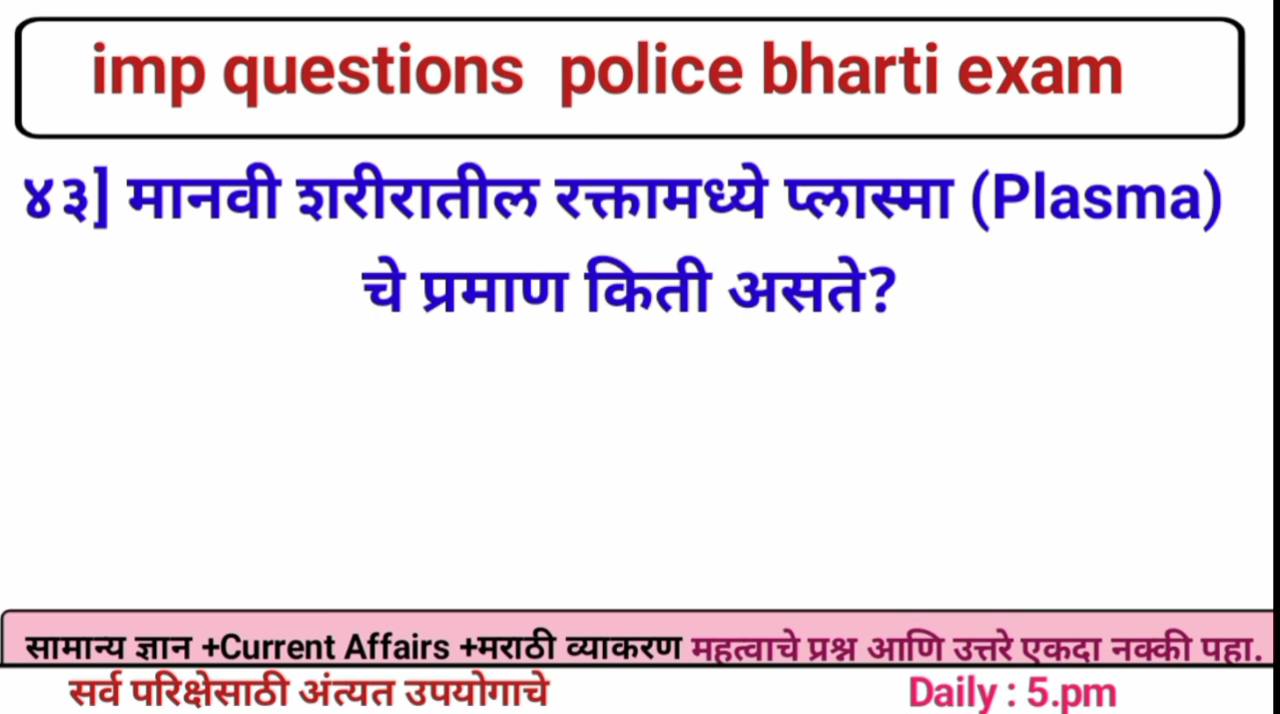 imp questions police bharti exam
४३] मानवी शरीरातील रक्तामध्ये प्लास्मा (Plasma)
चे प्रमाण किती असते?
सामान्य ज्ञान +Current Affairs +मराठी व्याकरण महत्वाचे प्रश्न आणि उत्तरे एकदा नक्की पहा.
सर्व परिक्षेसाठी अंत्यत उपयोगाचे Daily : 5.pm